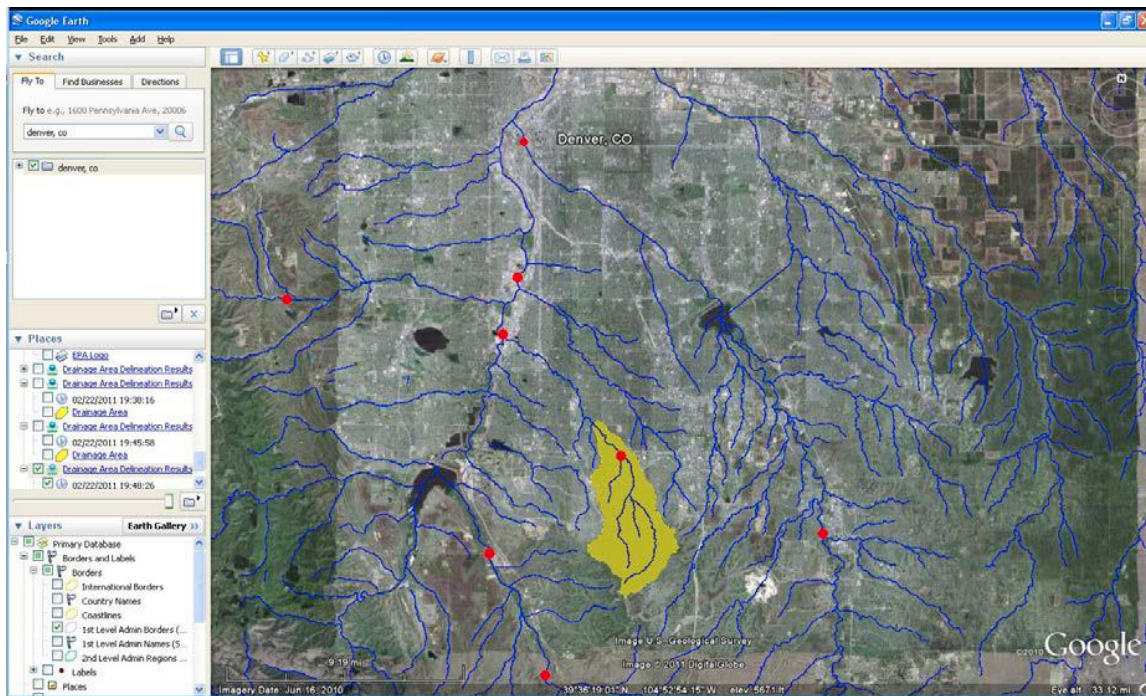 Google Earth
File Edit View Tools Add Help
Search
Fly To Find Businesses Directions
Fly to e.g., 1600 Pennsylvania Ave, 20006
denver, co
denver, co
Places
EPA Logo
Drainage Area Delineation Results
Drainage Area Delineation Results
02/22/2011 19:38:16
Drainage Area
Drainage Area Delineation Results
02/22/2011 19:45:58
Drainage Area
Drainage Area Delineation Results
02/22/2011 19:48:26
Layers Earth Gallery >>
Primary Database
Borders and Labels
Borders
International Borders
Country Names
Coastlines
1st Level Admin Borders (...
1st Level Admin Names (S...
2nd Level Admin Regions ...
Labels
Places
N
Denver, CO
Image U.S. Geological Survey
Image © 2011 DigitalGlobe
©2010 Google
9.19 mi
Imagery Date: Jun 16, 2010 39°36'19.01" N 104°52'54.15" W elev 5671 ft Eye alt 33.12 mi